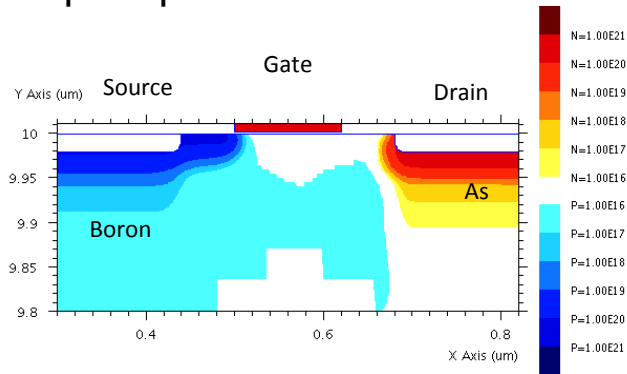 Gate
Source
Drain
Y Axis (um)
10
9.95
9.9
9.85
9.8
Boron
As
0.4
0.6
0.8
X Axis (um)
N=1.00E21
N=1.00E20
N=1.00E19
N=1.00E18
N=1.00E17
N=1.00E16
P=1.00E16
P=1.00E17
P=1.00E18
P=1.00E19
P=1.00E20
P=1.00E21